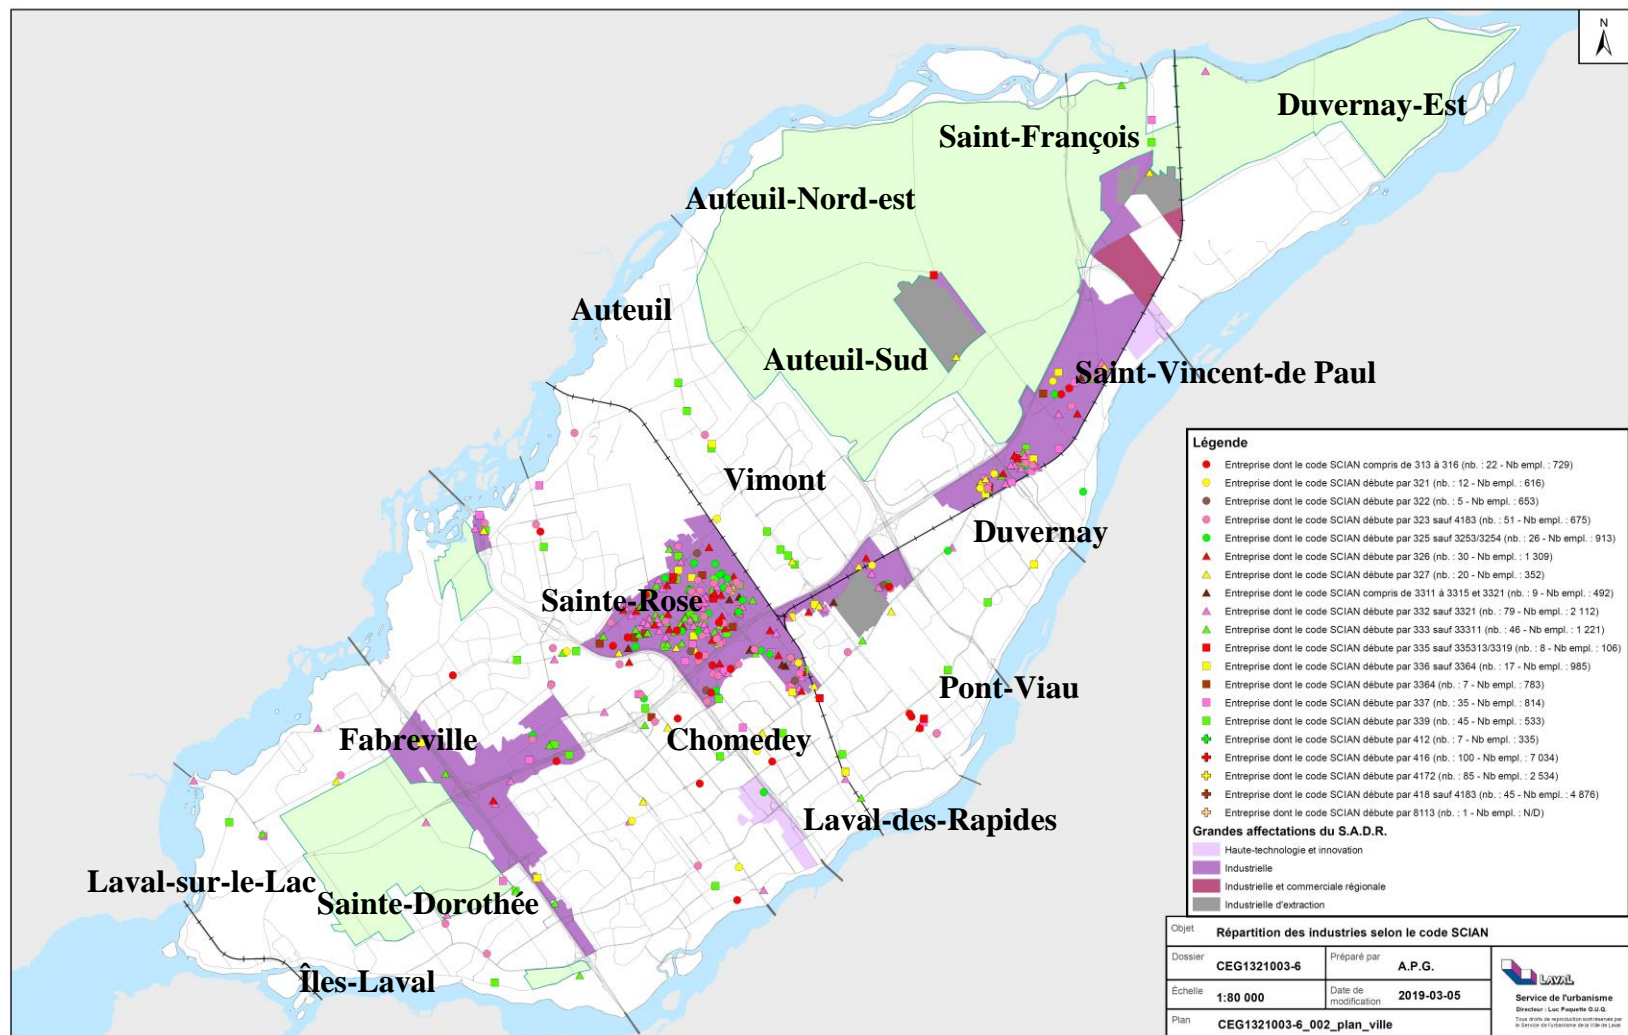 N
Duvernay-Est
Saint-François
Auteuil-Nord-est
Auteuil
Auteuil-Sud
Saint-Vincent-de Paul
Vimont
Duvernay
Sainte-Rose
Pont-Viau
Fabreville
Chomedey
Laval-des-Rapides
Laval-sur-le-Lac
Sainte-Dorothée
Îles-Laval
Légende
Entreprise dont le code SCIAN compris de 313 à 316 (nb. : 22 - Nb empl. : 729)
Entreprise dont le code SCIAN débute par 321 (nb. : 12 - Nb empl. : 616)
Entreprise dont le code SCIAN débute par 322 (nb. : 5 - Nb empl. : 653)
Entreprise dont le code SCIAN débute par 323 sauf 4183 (nb. : 51 - Nb empl. : 675)
Entreprise dont le code SCIAN débute par 325 sauf 3253/3254 (nb. : 26 - Nb empl. : 913)
Entreprise dont le code SCIAN débute par 326 (nb. : 30 - Nb empl. : 1 309)
Entreprise dont le code SCIAN débute par 327 (nb. : 20 - Nb empl. : 352)
Entreprise dont le code SCIAN compris de 3311 à 3315 et 3321 (nb. : 9 - Nb empl. : 492)
Entreprise dont le code SCIAN débute par 332 sauf 3321 (nb. : 79 - Nb empl. : 2 112)
Entreprise dont le code SCIAN débute par 333 sauf 33311 (nb. : 46 - Nb empl. : 1 221)
Entreprise dont le code SCIAN débute par 335 sauf 335313/3319 (nb. : 8 - Nb empl. : 106)
Entreprise dont le code SCIAN débute par 336 sauf 3364 (nb. : 17 - Nb empl. : 985)
Entreprise dont le code SCIAN débute par 3364 (nb. : 7 - Nb empl. : 783)
Entreprise dont le code SCIAN débute par 337 (nb. : 35 - Nb empl. : 814)
Entreprise dont le code SCIAN débute par 339 (nb. : 45 - Nb empl. : 533)
Entreprise dont le code SCIAN débute par 412 (nb. : 7 - Nb empl. : 335)
Entreprise dont le code SCIAN débute par 416 (nb. : 100 - Nb empl. : 7 034)
Entreprise dont le code SCIAN débute par 4172 (nb. : 85 - Nb empl. : 2 534)
Entreprise dont le code SCIAN débute par 418 sauf 4183 (nb. : 45 - Nb empl. : 4 876)
Entreprise dont le code SCIAN débute par 8113 (nb. : 1 - Nb empl. : N/D)
Grandes affectations du S.A.D.R.
Haute-technologie et innovation
Industrielle
Industrielle et commerciale régionale
Industrielle d'extraction
Objet Répartition des industries selon le code SCIAN
Dossier CEG1321003-6
Préparé par A.P.G.
Échelle 1:80 000
Date de modification 2019-03-05
Plan CEG1321003-6_002_plan_ville
LAVAL
Service de l'urbanisme
Directeur : Luc Paquette O.U.Q.
Tous droits de reproduction sont réservés par
le Service de l'urbanisme de la Ville de Laval